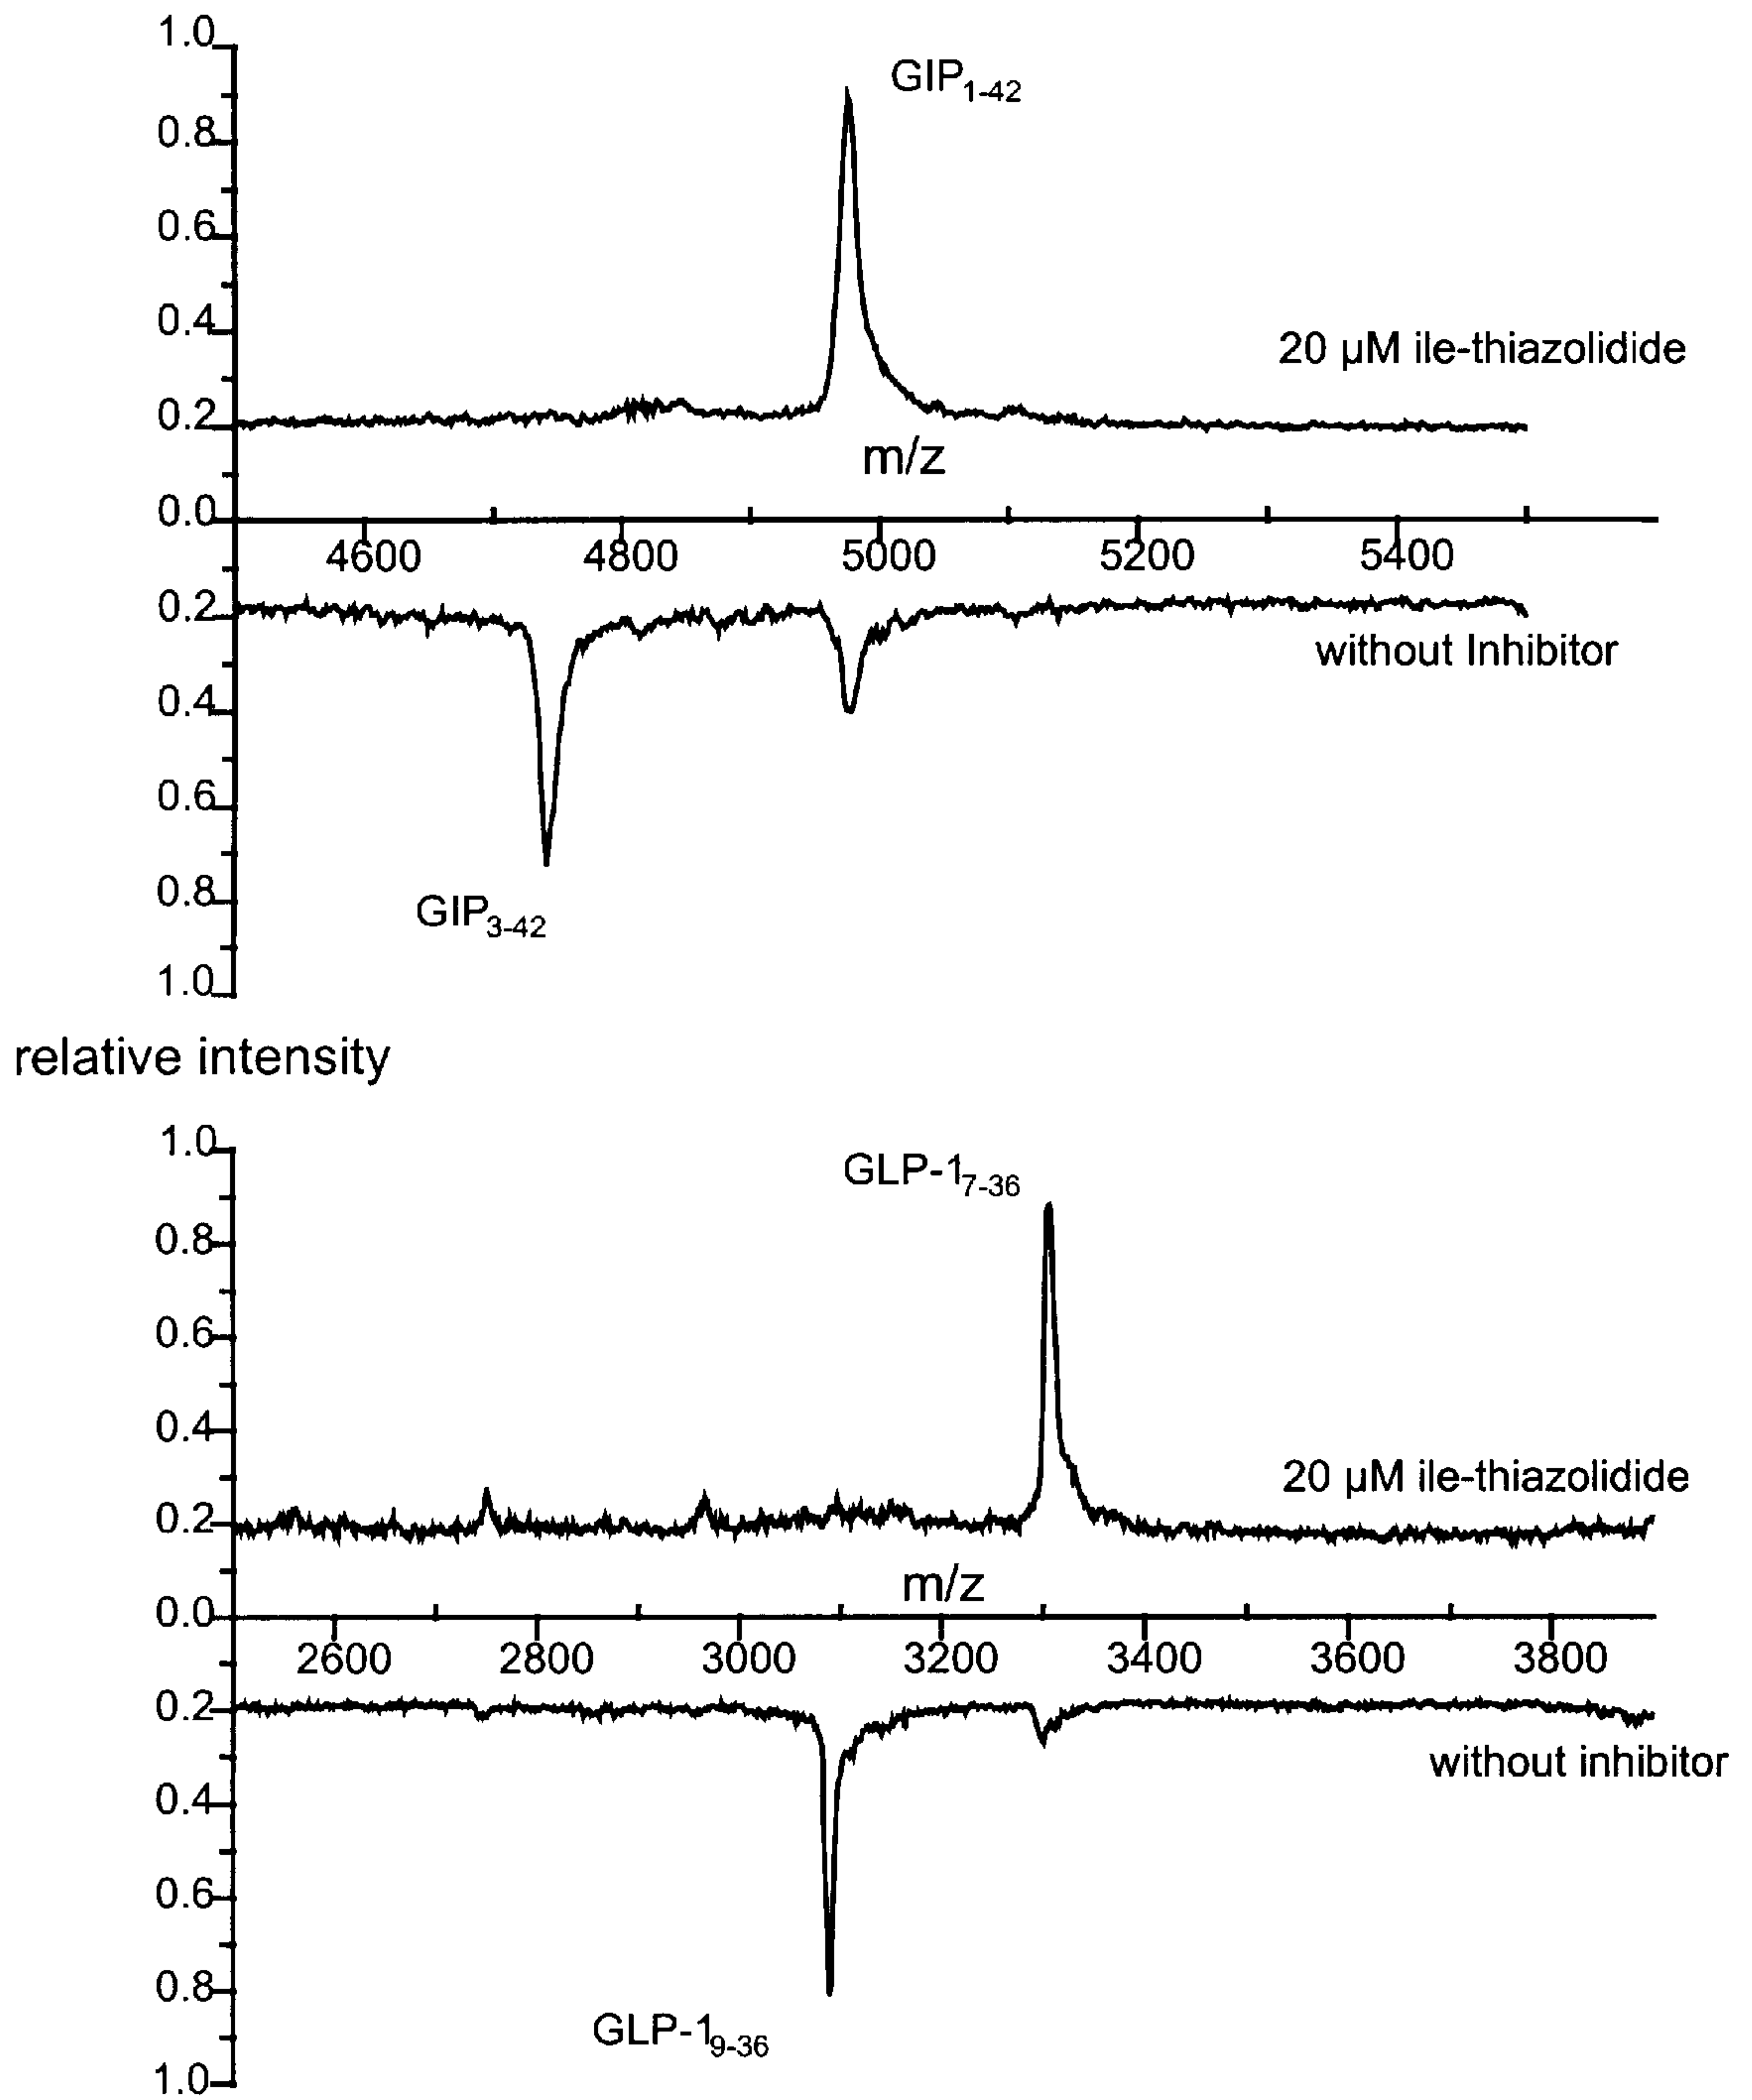 1.0
GIP1-42
0.8
0.6
0.4
20 µM ile-thiazolidide
0.2
m/z
0.0
4600 4800 5000 5200 5400
0.2
without Inhibitor
0.4
0.6
0.8
GIP3-42
1.0
relative intensity
1.0
GLP-17-36
0.8
0.6
0.4
20 µM ile-thiazolidide
0.2
m/z
0.0
2600 2800 3000 3200 3400 3600 3800
0.2
without inhibitor
0.4
0.6
0.8
GLP-19-36
1.0